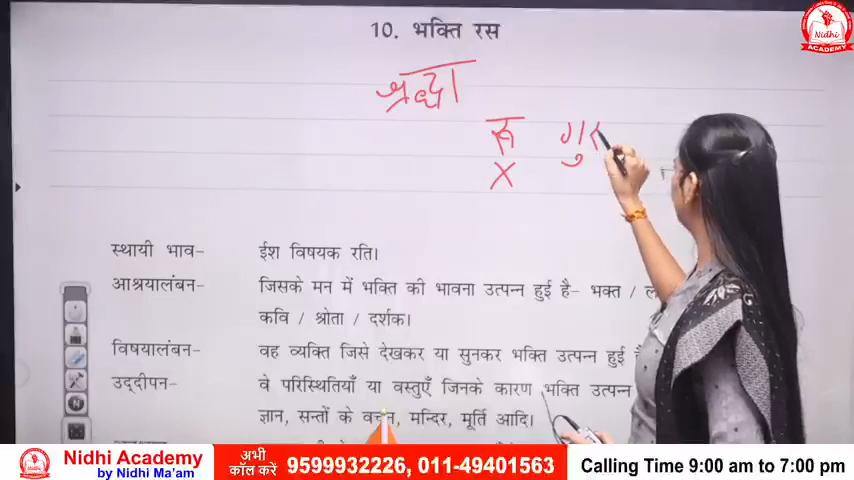 10. भक्ति रस
Nidhi
ACADEMY
श्रद्धा
रू गुर
X
स्थायी भाव- ईश विषयक रति।
आश्रयालंबन- जिसके मन में भक्ति की भावना उत्पन्न हुई है- भक्त /
कवि / श्रोता / दर्शक।
विषयालंबन- वह व्यक्ति जिसे देखकर या सुनकर भक्ति उत्पन्न हुई
उद्दीपन- वे परिस्थितियाँ या वस्तुएँ जिनके कारण भक्ति उत्पन्न
ज्ञान, सन्तों के वचन, मन्दिर, मूर्ति आदि।
Nidhi Academy
by Nidhi Ma'am
अभी
कॉल करें
9599932226, 011-49401563
Calling Time 9:00 am to 7:00 pm